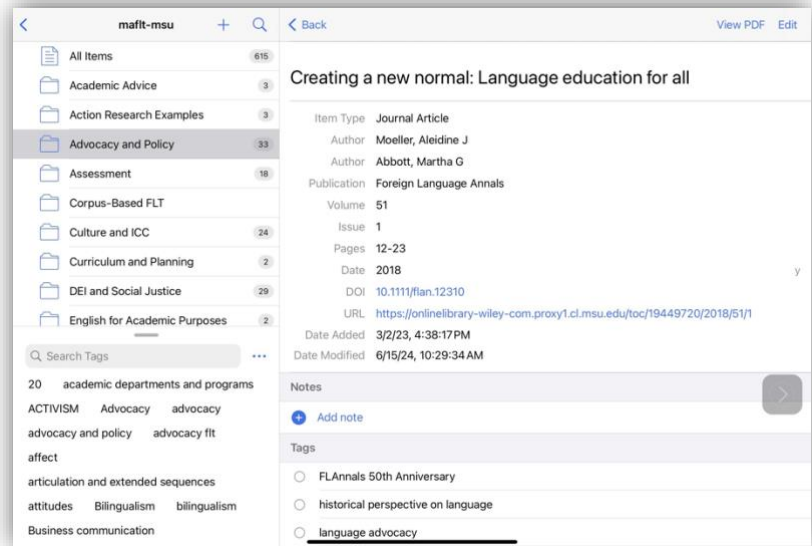 maflt-msu
All Items 615
Academic Advice 3
Action Research Examples 3
Advocacy and Policy 33
Assessment 18
Corpus-Based FLT
Culture and ICC 24
Curriculum and Planning 2
DEI and Social Justice 29
English for Academic Purposes 2
Search Tags
20 academic departments and programs
ACTIVISM Advocacy advocacy
advocacy and policy advocacy flt
affect
articulation and extended sequences
attitudes Bilingualism bilingualism
Business communication
Back View PDF Edit
Creating a new normal: Language education for all
Item Type Journal Article
Author Moeller, Aleidine J
Author Abbott, Martha G
Publication Foreign Language Annals
Volume 51
Issue 1
Pages 12-23
Date 2018 y
DOI 10.1111/flan.12310
URL https://onlinelibrary-wiley-com.proxy1.cl.msu.edu/toc/19449720/2018/51/1
Date Added 3/2/23, 4:38:17 PM
Date Modified 6/15/24, 10:29:34 AM
Notes
Add note
Tags
FLAnnals 50th Anniversary
historical perspective on language
language advocacy